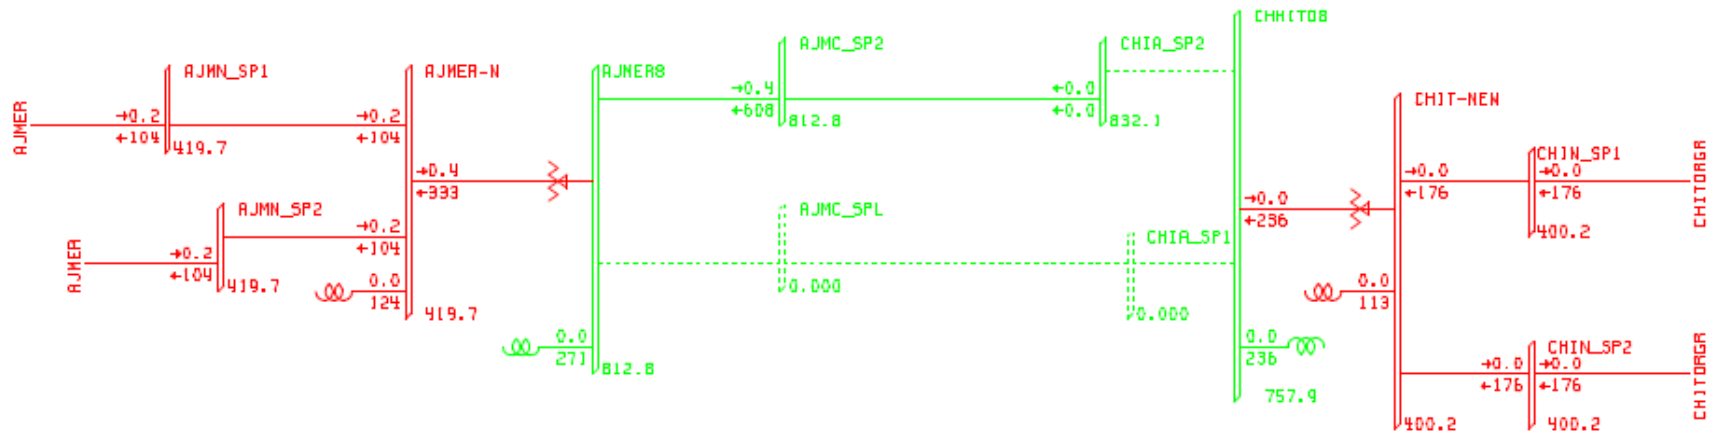 CHHITO8
AJMC_SP2
CHIA_SP2
AJMN_SP1
AJMER-N
AJMER8
→0.4
←608
812.8
→0.0
←0.0
832.1
CHIT-NEW
AJMER
→0.2
←104
419.7
→0.2
←104
→0.4
←333
CHIN_SP1
→0.0
←176
→0.0
←176
400.2
CHITORGR
AJMN_SP2
AJMC_SPL
→0.0
←236
CHIA_SP1
AJMER
→0.2
←104
419.7
→0.2
←104
0.0
124
419.7
0.000
0.000
0.0
113
0.0
271
812.8
0.0
236
757.9
CHIN_SP2
→0.0
←176
→0.0
←176
400.2
400.2
CHITORGR